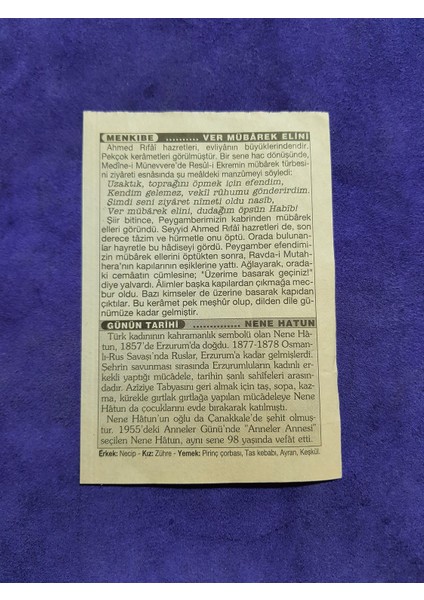 MENKIBE .......... VER MÜBÂREK ELİNİ
Ahmed Rıfâî hazretleri, evliyânın büyüklerindendir.
Pekçok kerâmetleri görülmüştür. Bir sene hac dönüşünde,
Medîne-i Münevvere'de Resûl-i Ekremin mübârek türbesi-
ni ziyâreti esnâsında şu meâldeki manzûmeyi söyledi:
Uzaktık, toprağını öpmek için efendim,
Kendim gelemez, vekil rûhumu gönderirdim.
Şimdi seni ziyâret nîmeti oldu nasîb,
Ver mübârek elini, dudağım öpsün Habîb!
Şiir bitince, Peygamberimizin kabrinden mübârek
elleri göründü. Seyyid Ahmed Rıfâî hazretleri de, son
derece tâzim ve hürmetle onu öptü. Orada bulunan-
lar hayretle bu hâdiseyi gördü. Peygamber efendimi-
zin mübârek ellerini öptükten sonra, Ravda-i Mutah-
hera'nın kapılarının eşiklerine yattı. Ağlayarak, orada-
ki cemâatın cümlesine; "Üzerime basarak geçiniz!"
diye yalvardı. Âlimler başka kapılardan çıkmağa mec-
bur oldu. Bazı kimseler de üzerine basarak kapıdan
çıktılar. Bu kerâmet pek meşhûr olup, dilden dile gü-
nümüze kadar gelmiştir.
GÜNÜN TARİHİ .......... NENE HATUN
Türk kadınının kahramanlık sembolü olan Nene Hâ-
tun, 1857'de Erzurum'da doğdu. 1877-1878 Osman-
lı-Rus Savaşı'nda Ruslar, Erzurum'a kadar gelmişlerdi.
Şehrin savunması sırasında Erzurumluların kadınlı er-
kekli yaptığı mücâdele, tarihin şanlı sahifeleri arasın-
dadır. Aziziye Tabyasını geri almak için taş, sopa, kaz-
ma, kürekle gırtlak gırtlağa yapılan mücâdeleye Nene
Hâtun da çocuklarını evde bırakarak katılmıştı.
Nene Hatun'un oğlu da Çanakkale'de şehit olmuş-
tur. 1955'deki Anneler Günü'nde "Anneler Annesi"
seçilen Nene Hâtun, aynı sene 98 yaşında vefât etti.
Erkek: Necip - Kız: Zühre - Yemek: Pirinç çorbası, Tas kebabı, Ayran, Keşkül.